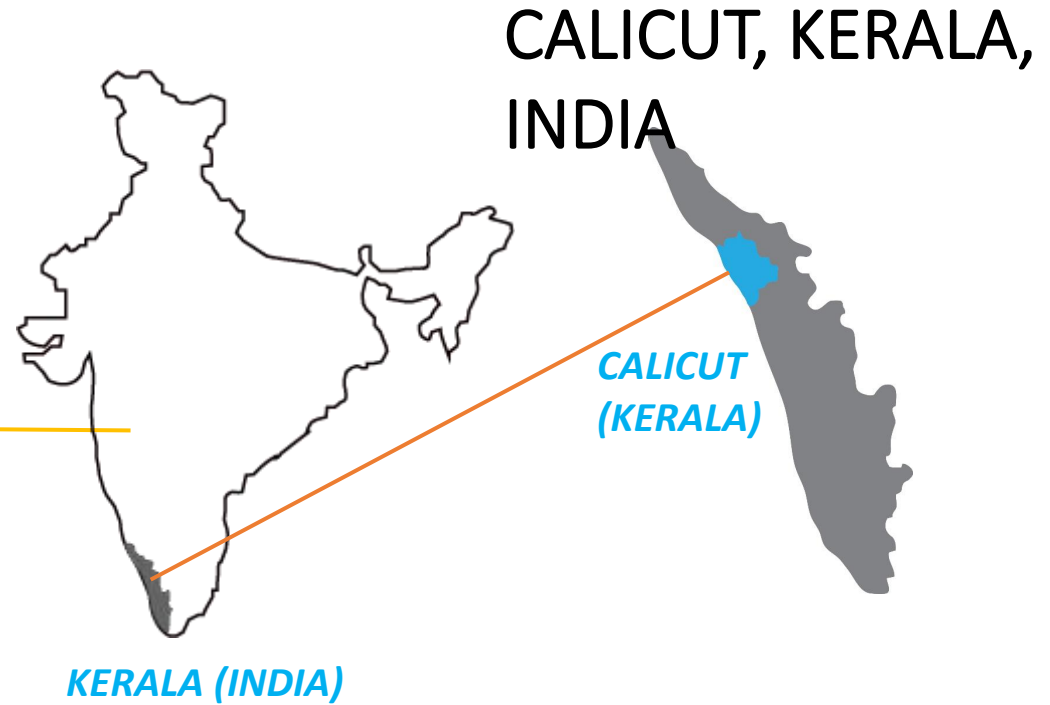 CALICUT, KERALA,
INDIA
CALICUT
(KERALA)
KERALA (INDIA)